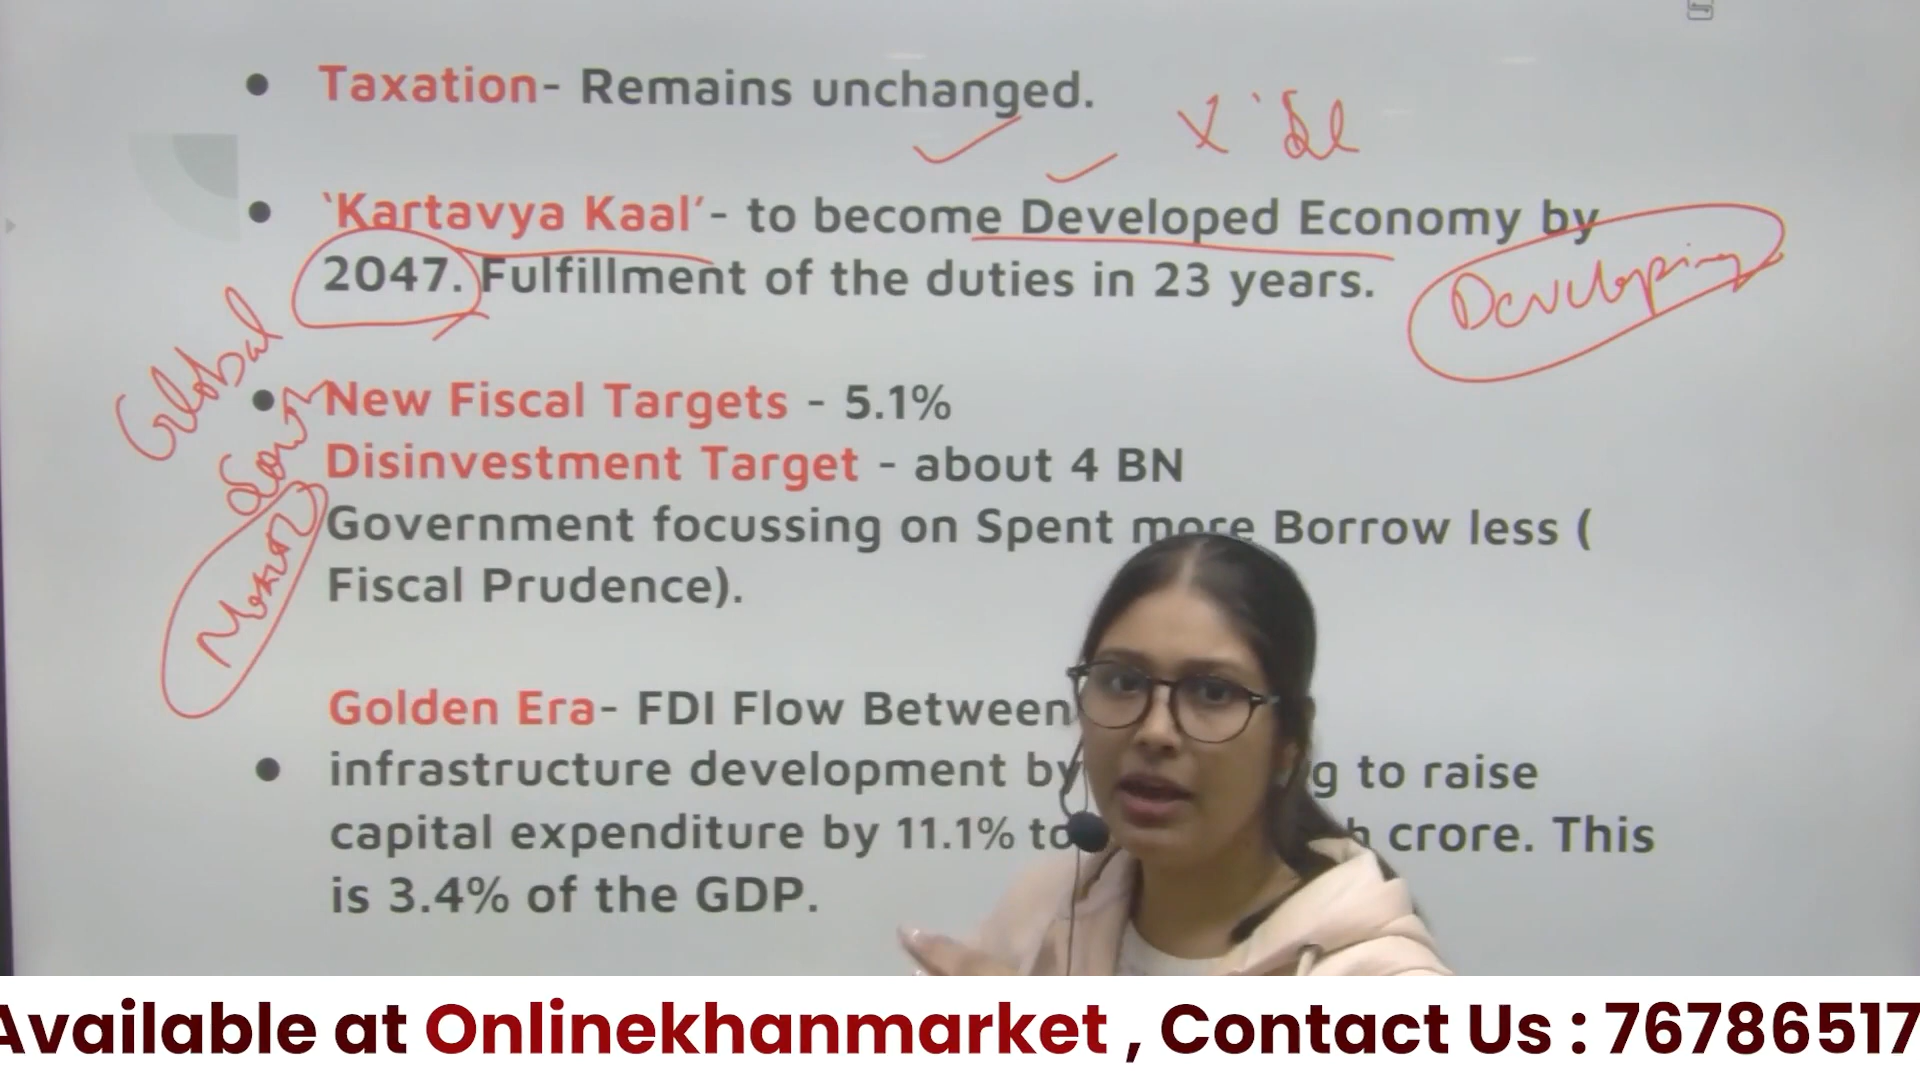 Taxation- Remains unchanged.
'Kartavya Kaal'- to become Developed Economy by
2047. Fulfillment of the duties in 23 years.
Developing
Global
New Fiscal Targets - 5.1%
Disinvestment Target - about 4 BN
Government focussing on Spent more Borrow less (
Fiscal Prudence).
Golden Era- FDI Flow Between
infrastructure development by g to raise
capital expenditure by 11.1% to h crore. This
is 3.4% of the GDP.
Available at Onlinekhanmarket , Contact Us : 76786517